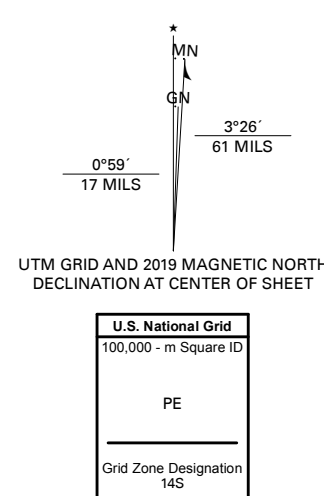 ★
MN
GN
3°26´
61 MILS
0°59´
17 MILS
UTM GRID AND 2019 MAGNETIC NORTH
DECLINATION AT CENTER OF SHEET
U.S. National Grid
100,000 - m Square ID
PE
Grid Zone Designation
14S